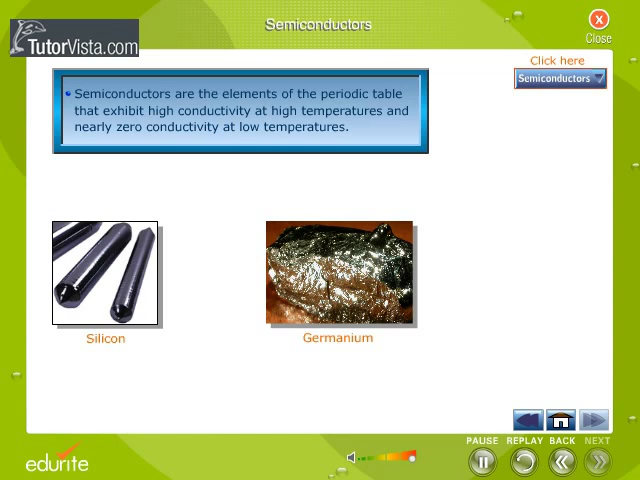 Semiconductors
TutorVista.com
Close
Click here
Semiconductors
Semiconductors are the elements of the periodic table
that exhibit high conductivity at high temperatures and
nearly zero conductivity at low temperatures.
Silicon
Germanium
PAUSE REPLAY BACK NEXT
edurite
Semiconductors